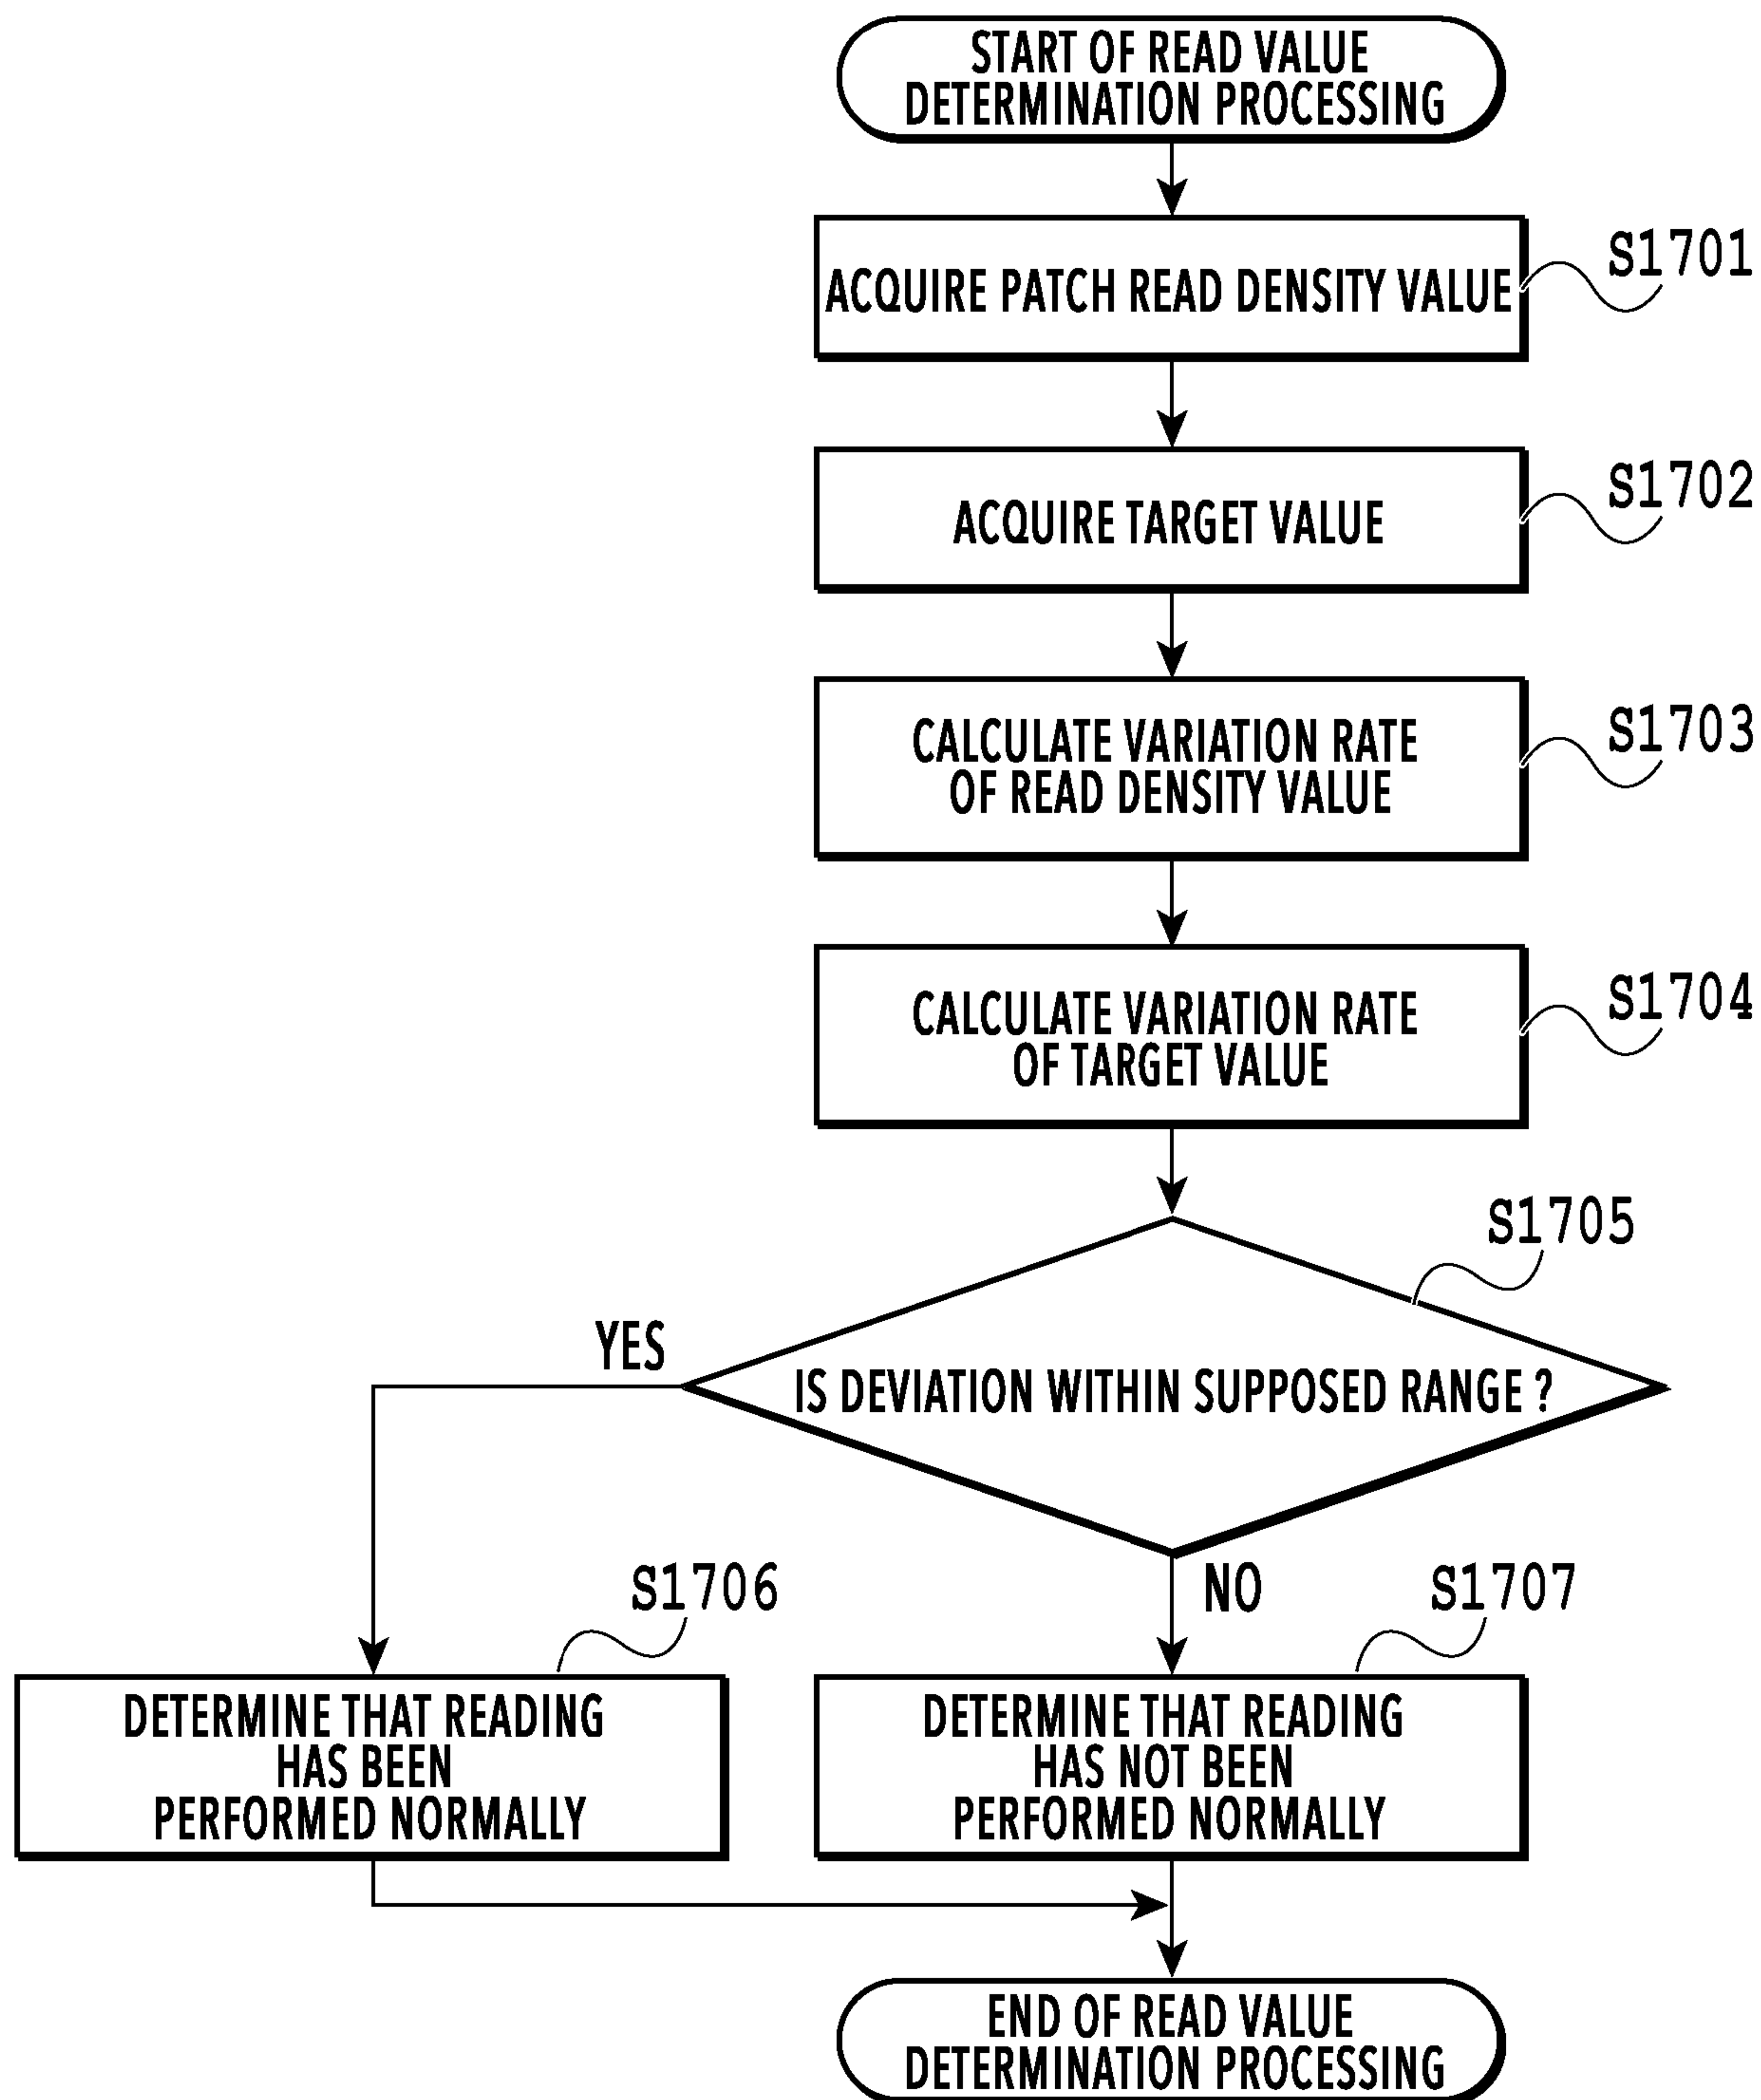 START OF READ VALUE
DETERMINATION PROCESSING
ACQUIRE PATCH READ DENSITY VALUE
S1701
ACQUIRE TARGET VALUE
S1702
CALCULATE VARIATION RATE
OF READ DENSITY VALUE
S1703
CALCULATE VARIATION RATE
OF TARGET VALUE
S1704
S1705
YES
IS DEVIATION WITHIN SUPPOSED RANGE ?
NO
S1706
S1707
DETERMINE THAT READING
HAS BEEN
PERFORMED NORMALLY
DETERMINE THAT READING
HAS NOT BEEN
PERFORMED NORMALLY
END OF READ VALUE
DETERMINATION PROCESSING